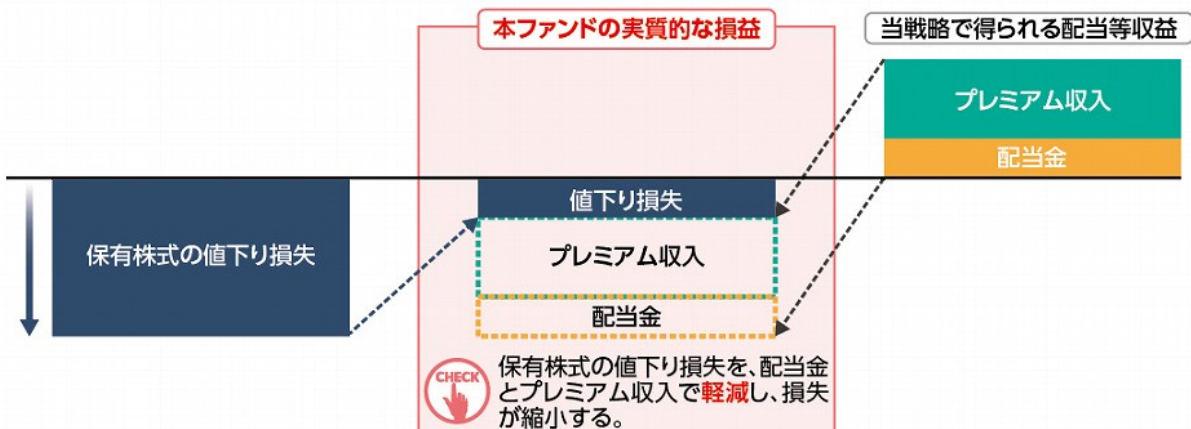 本ファンドの実質的な損益
当戦略で得られる配当等収益
プレミアム収入
配当金
保有株式の値下り損失
値下り損失
プレミアム収入
配当金
CHECK
保有株式の値下り損失を、配当金
とプレミアム収入で軽減し、損失
が縮小する。